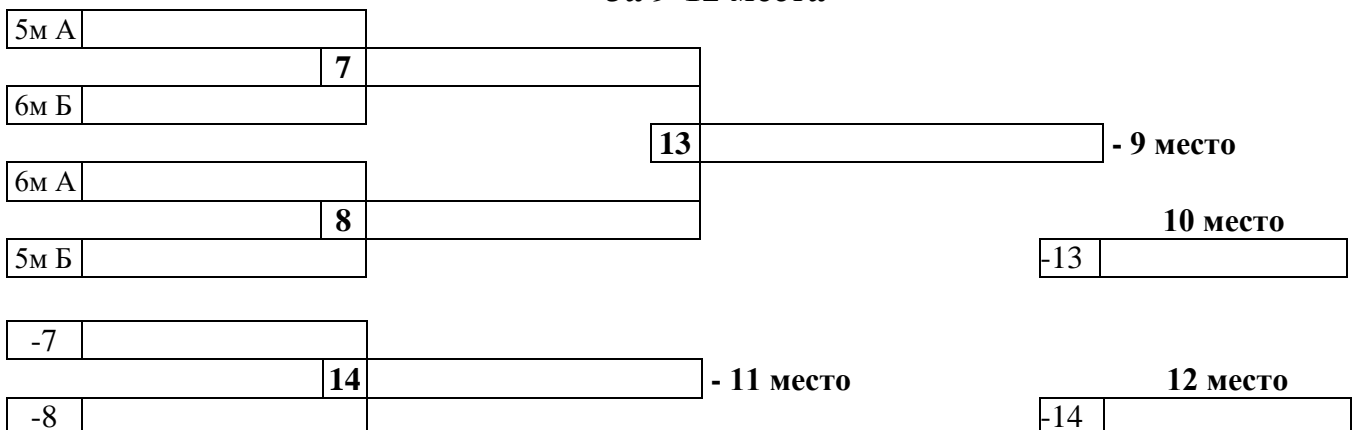 5м А
7
6м Б
13 - 9 место
6м А
8 10 место
5м Б -13
-7
14 - 11 место 12 место
-8 -14